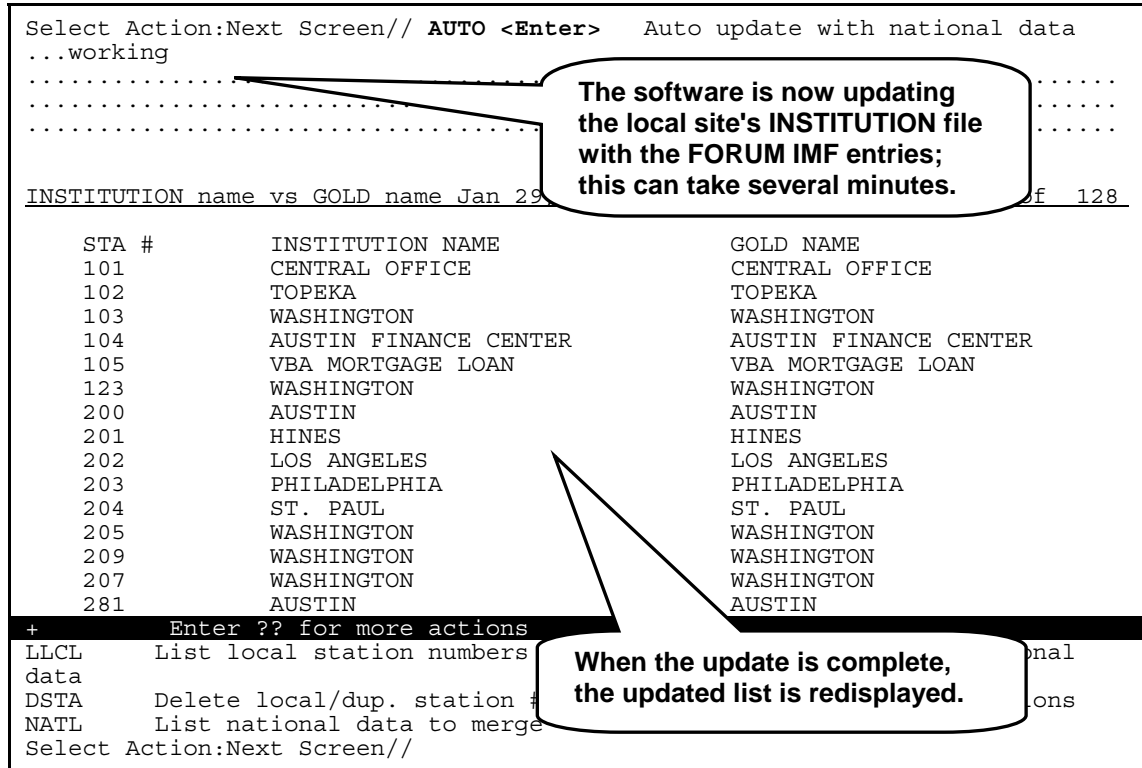 Select Action:Next Screen// AUTO <Enter>   Auto update with national data
...working
The software is now updating
the local site's INSTITUTION file
with the FORUM IMF entries;
this can take several minutes.
INSTITUTION name vs GOLD name Jan 29, of 128
STA #   INSTITUTION NAME   GOLD NAME
101   CENTRAL OFFICE   CENTRAL OFFICE
102   TOPEKA   TOPEKA
103   WASHINGTON   WASHINGTON
104   AUSTIN FINANCE CENTER   AUSTIN FINANCE CENTER
105   VBA MORTGAGE LOAN   VBA MORTGAGE LOAN
123   WASHINGTON   WASHINGTON
200   AUSTIN   AUSTIN
201   HINES   HINES
202   LOS ANGELES   LOS ANGELES
203   PHILADELPHIA   PHILADELPHIA
204   ST. PAUL   ST. PAUL
205   WASHINGTON   WASHINGTON
209   WASHINGTON   WASHINGTON
207   WASHINGTON   WASHINGTON
281   AUSTIN   AUSTIN
+   Enter ?? for more actions
LLCL   List local station numbers
data
DSTA   Delete local/dup. station #
NATL   List national data to merge
Select Action:Next Screen//
When the update is complete,
the updated list is redisplayed.